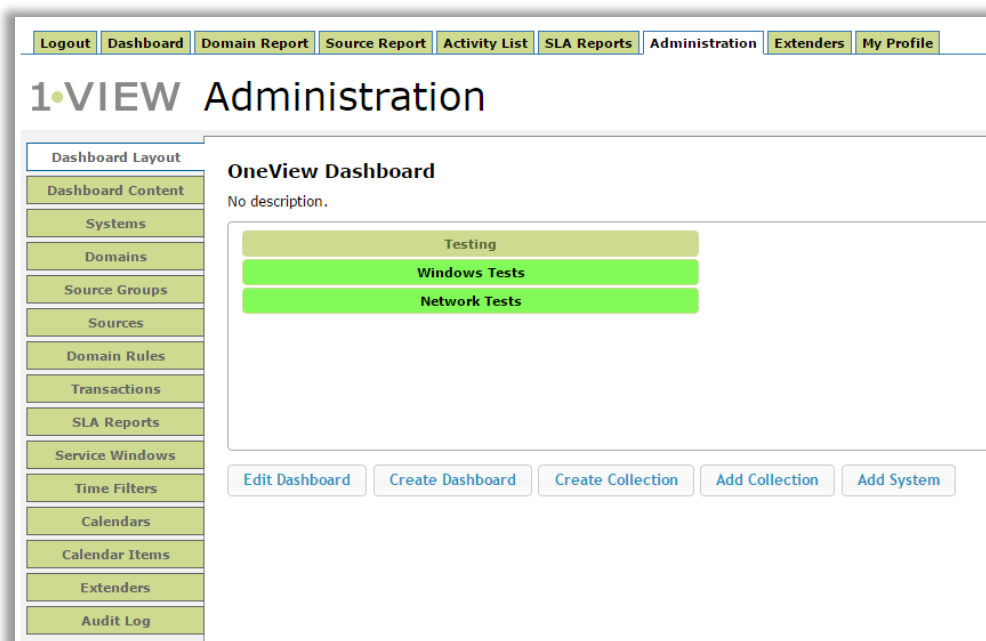 Logout Dashboard Domain Report Source Report Activity List SLA Reports Administration Extenders My Profile
1•VIEW Administration
Dashboard Layout
Dashboard Content
Systems
Domains
Source Groups
Sources
Domain Rules
Transactions
SLA Reports
Service Windows
Time Filters
Calendars
Calendar Items
Extenders
Audit Log
OneView Dashboard
No description.
Testing
Windows Tests
Network Tests
Edit Dashboard Create Dashboard Create Collection Add Collection Add System